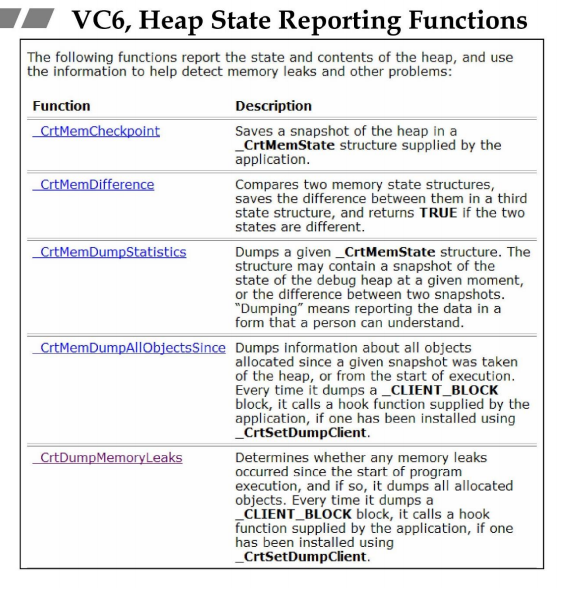 VC6, Heap State Reporting Functions
The following functions report the state and contents of the heap, and use
the information to help detect memory leaks and other problems:
Function Description
_CrtMemCheckpoint Saves a snapshot of the heap in a
_CrtMemState structure supplied by the
application.
_CrtMemDifference Compares two memory state structures,
saves the difference between them in a third
state structure, and returns TRUE if the two
states are different.
_CrtMemDumpStatistics Dumps a given _CrtMemState structure. The
structure may contain a snapshot of the
state of the debug heap at a given moment,
or the difference between two snapshots.
“Dumping” means reporting the data in a
form that a person can understand.
_CrtMemDumpAllObjectsSince Dumps information about all objects
allocated since a given snapshot was taken
of the heap, or from the start of execution.
Every time it dumps a _CLIENT_BLOCK
block, it calls a hook function supplied by the
application, if one has been installed using
_CrtSetDumpClient.
_CrtDumpMemoryLeaks Determines whether any memory leaks
occurred since the start of program
execution, and if so, it dumps all allocated
objects. Every time it dumps a
_CLIENT_BLOCK block, it calls a hook
function supplied by the application, if one
has been installed using
_CrtSetDumpClient.